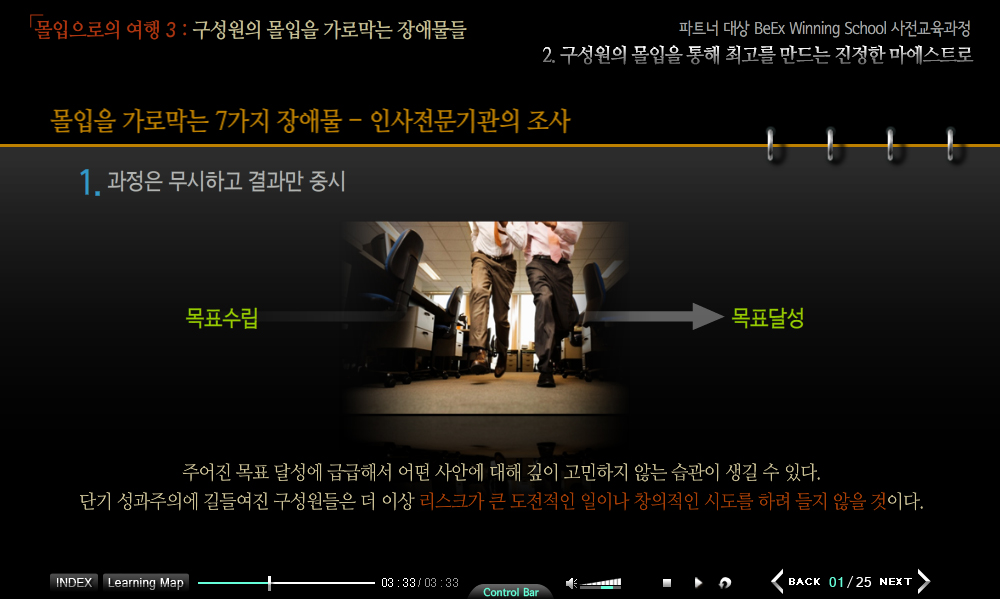 몰입으로의 여행 3 : 구성원의 몰입을 가로막는 장애물들
파트너 대상 BeEx Winning School 사전교육과정
2. 구성원의 몰입을 통해 최고를 만드는 진정한 마에스트로
몰입을 가로막는 7가지 장애물 - 인사전문기관의 조사
1. 과정은 무시하고 결과만 중시
목표수립
목표달성
주어진 목표 달성에 급급해서 어떤 사안에 대해 깊이 고민하지 않는 습관이 생길 수 있다.
단기 성과주의에 길들여진 구성원들은 더 이상 리스크가 큰 도전적인 일이나 창의적인 시도를 하려 들지 않을 것이다.
INDEX Learning Map 03 : 33 / 03 : 33 Control Bar BACK 01 / 25 NEXT